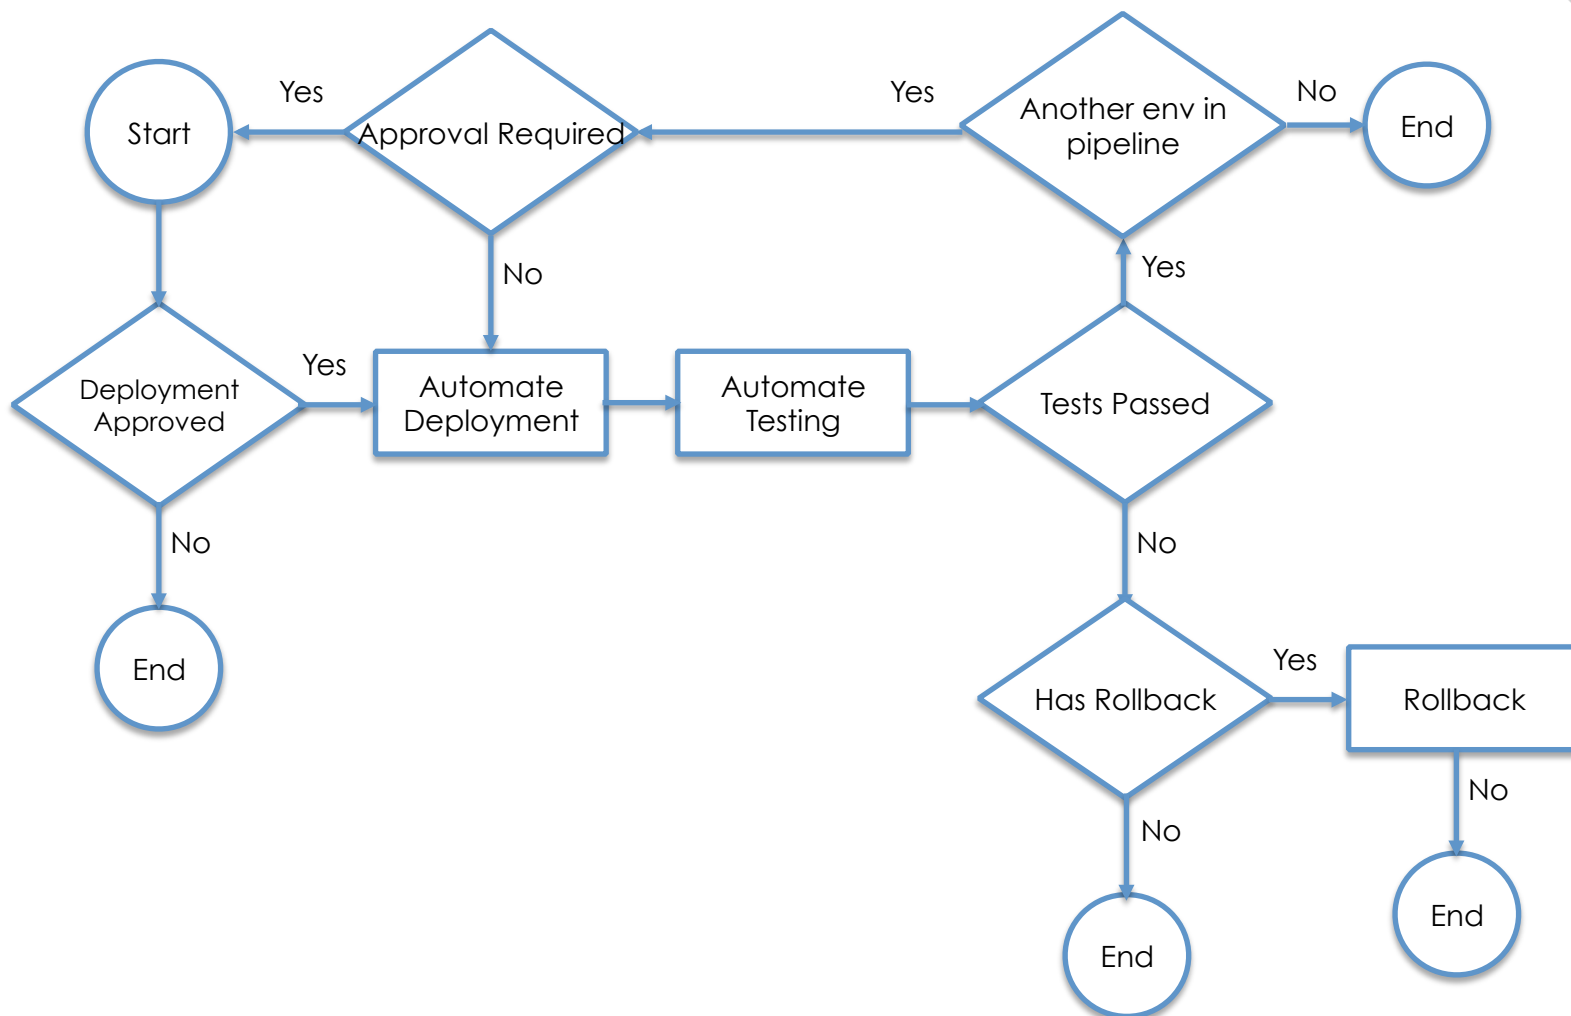 Yes
Yes
No
Start
Approval Required
Another env in
pipeline
End
No
Yes
Deployment
Approved
Yes
Automate
Deployment
Automate
Testing
Tests Passed
No
No
End
Has Rollback
Yes
Rollback
No
No
End
End